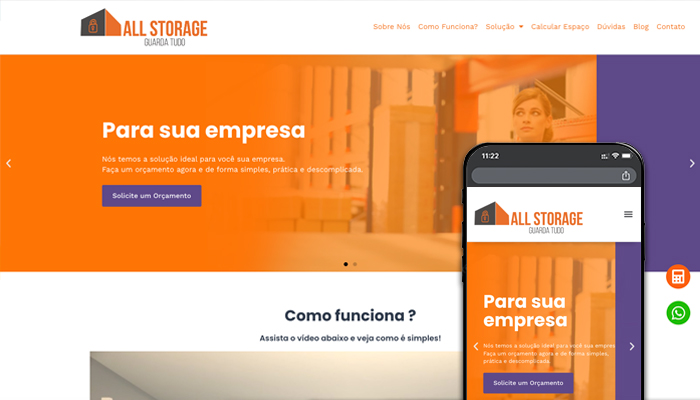 ALL STORAGE
GUARDA TUDO
Sobre Nós Como Funciona? Solução Calcular Espaço Dúvidas Blog Contato
Para sua empresa
Nós temos a solução ideal para você sua empresa.
Faça um orçamento agora e de forma simples, prática e descomplicada.
Solicite um Orçamento
Como funciona ?
Assista o vídeo abaixo e veja como é simples!
11:22
ALL STORAGE
GUARDA TUDO
Para sua
empresa
Nós temos a solução ideal para você sua empresa.
Faça um orçamento agora e de forma simples,
prática e descomplicada.
Solicite um Orçamento